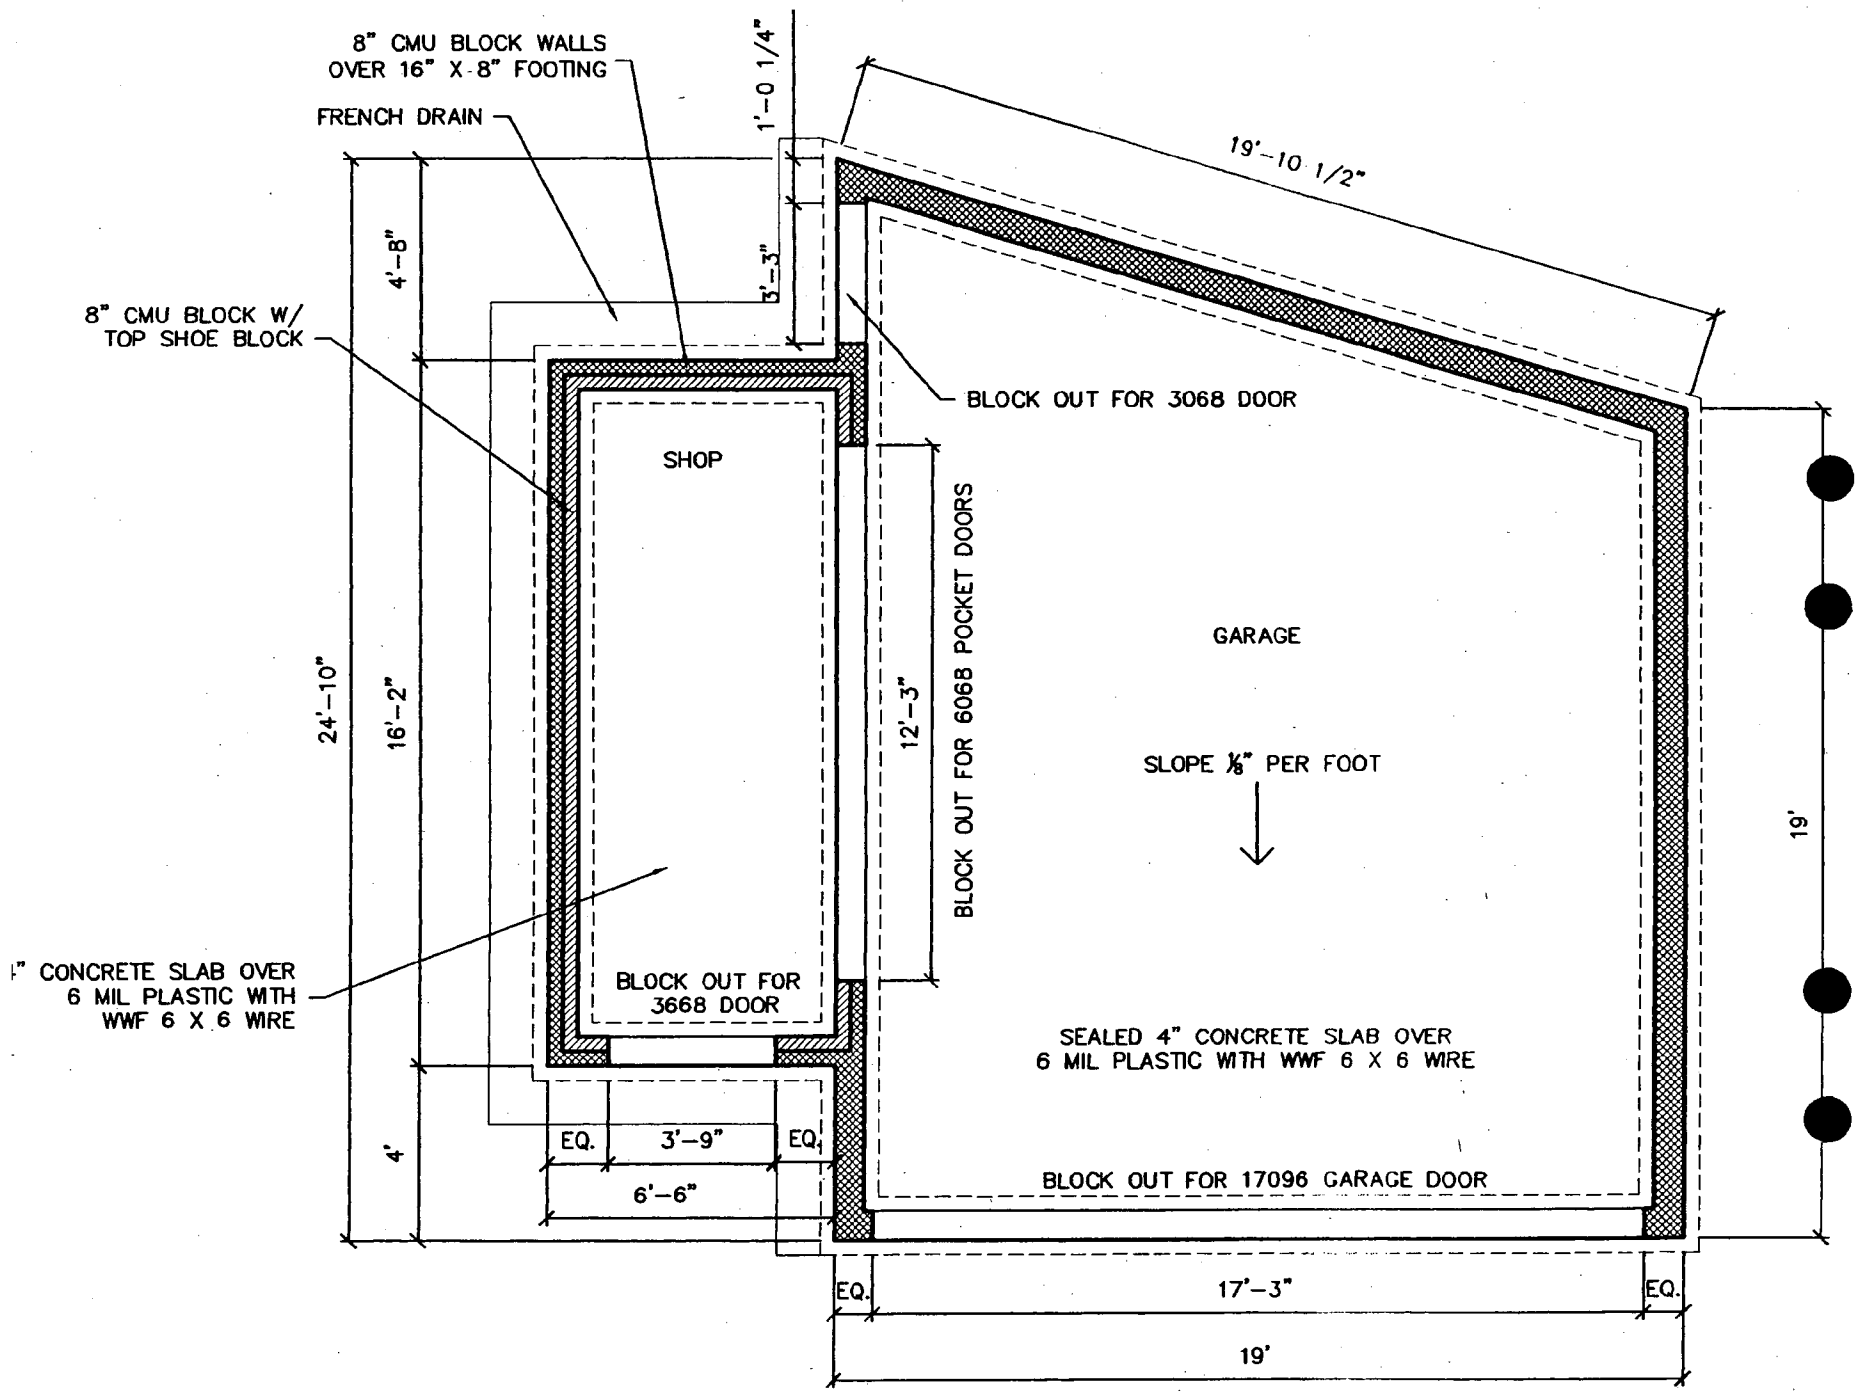 8" CMU BLOCK WALLS
OVER 16" X 8" FOOTING
FRENCH DRAIN
1'-0 1/4"
19'-10 1/2"
4'-8"
3'-3"
8" CMU BLOCK W/
TOP SHOE BLOCK
BLOCK OUT FOR 3068 DOOR
SHOP
BLOCK OUT FOR 6068 POCKET DOORS
GARAGE
24'-10"
16'-2"
12'-3"
SLOPE ⅛" PER FOOT
19'
" CONCRETE SLAB OVER
6 MIL PLASTIC WITH
WWF 6 X 6 WIRE
BLOCK OUT FOR
3668 DOOR
SEALED 4" CONCRETE SLAB OVER
6 MIL PLASTIC WITH WWF 6 X 6 WIRE
4'
EQ.
3'-9"
EQ.
6'-6"
BLOCK OUT FOR 17096 GARAGE DOOR
EQ.
17'-3"
EQ.
19'